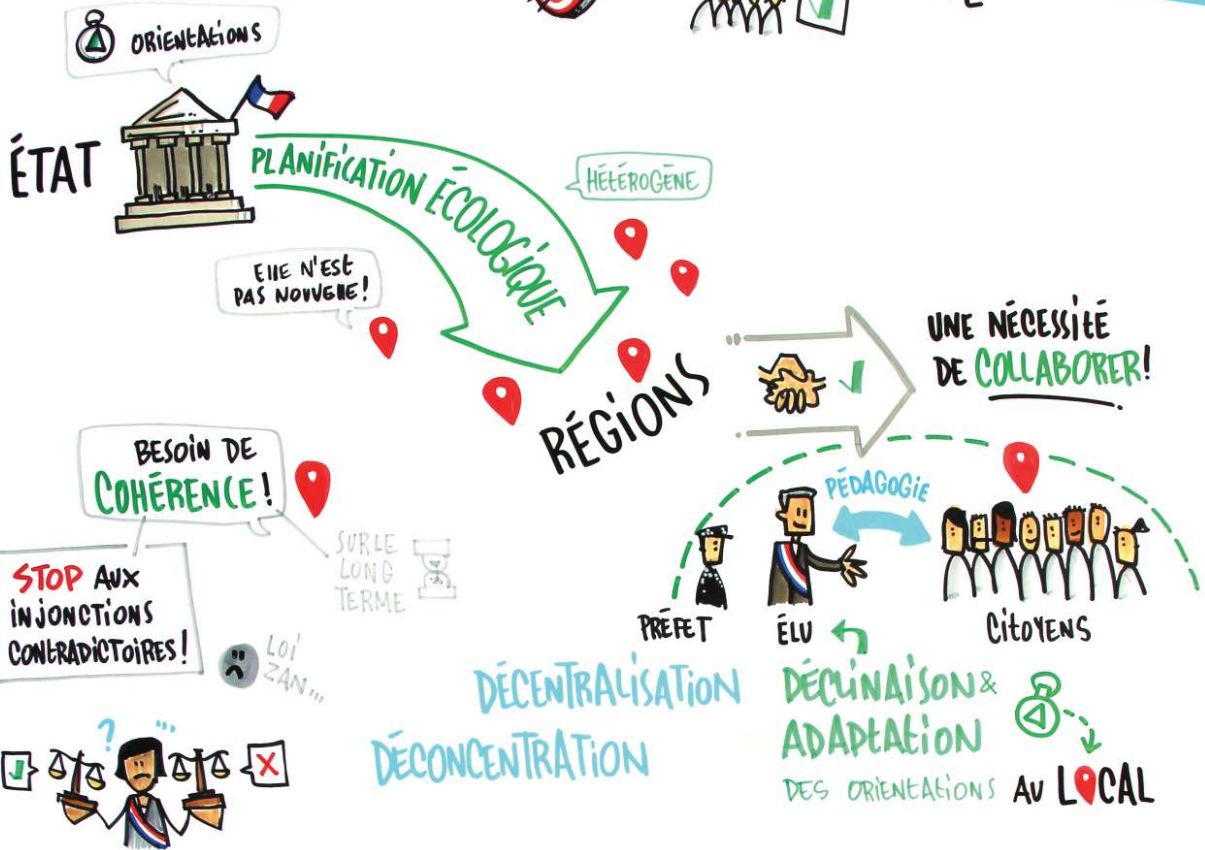 ORIENTATIONS
ÉTAT
PLANIFICATION ÉCOLOGIQUE
HÉTÉROGÈNE
ELLE N'EST
PAS NOUVELLE!
RÉGIONS
UNE NÉCESSITÉ
DE COLLABORER!
BESOIN DE
COHÉRENCE!
SUR LE
LONG
TERME
STOP AUX
INJONCTIONS
CONTRADICTOIRES!
LOI
ZAN...
PÉDAGOGIE
PRÉFET
ÉLU
CITOYENS
DÉCENTRALISATION
DÉCONCENTRATION
DÉCLINAISON &
ADAPTATION
DES ORIENTATIONS AU LOCAL
? ...